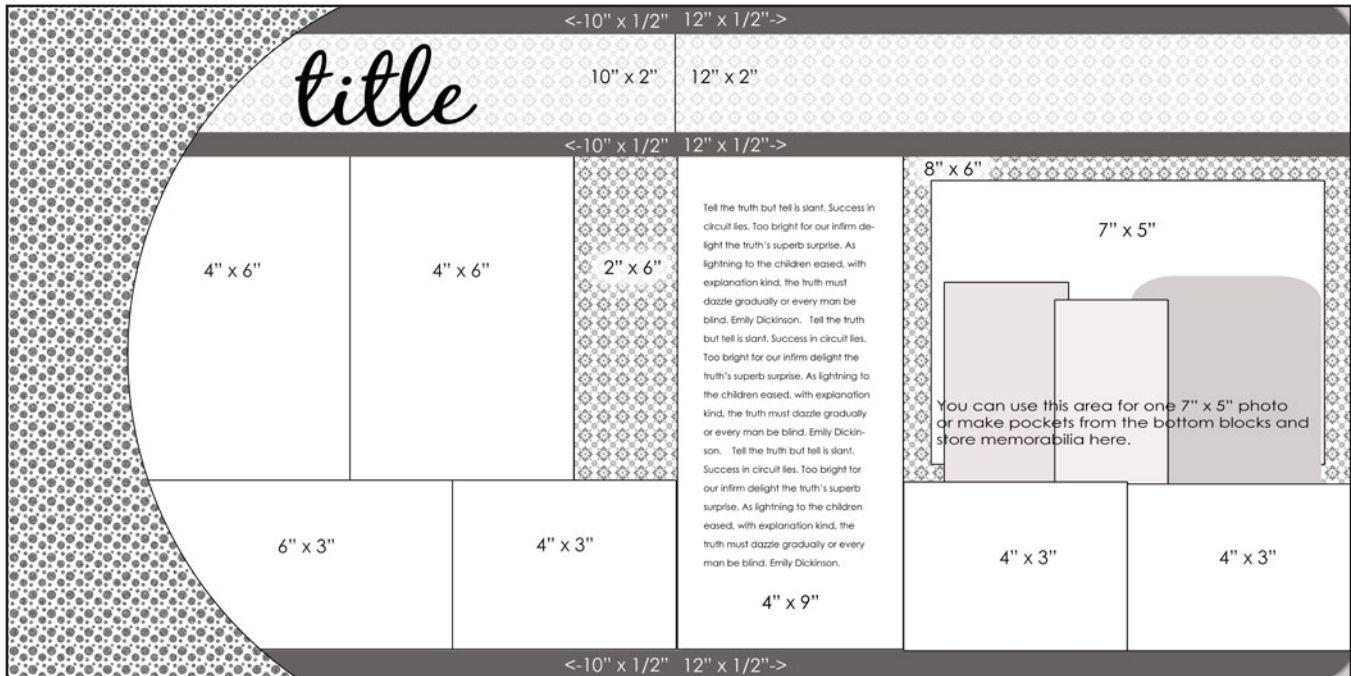 <-10" x 1/2" 12" x 1/2"->
title
10" x 2" 12" x 2"
<-10" x 1/2" 12" x 1/2"->
4" x 6"
4" x 6"
2" x 6"
Tell the truth but tell is slant. Success in
circuit lies. Too bright for our infirm de-
light the truth's superb surprise. As
lightning to the children eased, with
explanation kind, the truth must
dazzle gradually or every man be
blind. Emily Dickinson. Tell the truth
but tell is slant. Success in circuit lies.
Too bright for our infirm delight the
truth's superb surprise. As lightning to
the children eased, with explanation
kind, the truth must dazzle gradually
or every man be blind. Emily Dickin-
son. Tell the truth but tell is slant.
Success in circuit lies. Too bright for
our infirm delight the truth's superb
surprise. As lightning to the children
eased, with explanation kind, the
truth must dazzle gradually or every
man be blind. Emily Dickinson.
4" x 9"
8" x 6"
7" x 5"
You can use this area for one 7" x 5" photo
or make pockets from the bottom blocks and
store memorabilia here.
6" x 3"
4" x 3"
4" x 3"
4" x 3"
<-10" x 1/2" 12" x 1/2"->